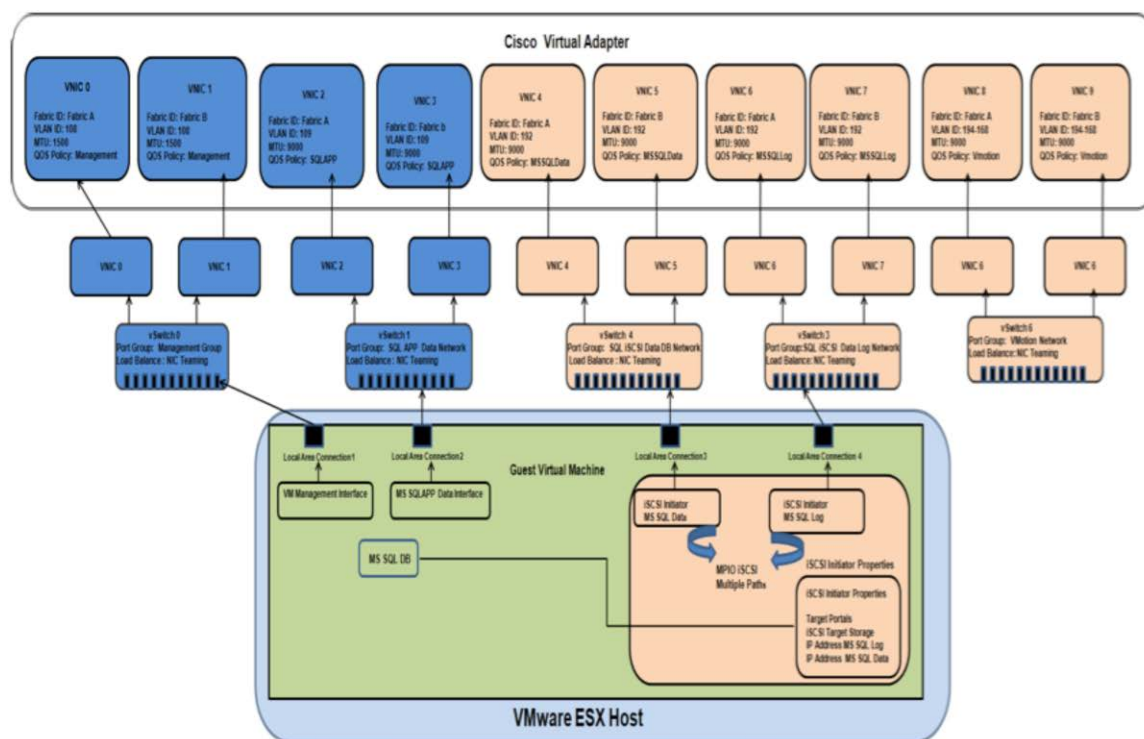 Cisco Virtual Adapter
VNIC 0
Fabric ID: Fabric A
VLAN ID: 108
MTU: 1500
QOS Policy: Management
VNIC 1
Fabric ID: Fabric B
VLAN ID: 108
MTU: 1500
QOS Policy: Management
VNIC 2
Fabric ID: Fabric A
VLAN ID: 109
MTU: 9000
QOS Policy: SQLAPP
VNIC 3
Fabric ID: Fabric b
VLAN ID: 109
MTU: 9000
QOS Policy: SQLAPP
VNIC 4
Fabric ID: Fabric A
VLAN ID: 192
MTU: 9000
QOS Policy: MSSQLData
VNIC 5
Fabric ID: Fabric B
VLAN ID: 192
MTU: 9000
QOS Policy: MSSQLData
VNIC 6
Fabric ID: Fabric A
VLAN ID: 192
MTU: 9000
QOS Policy: MSSQLLog
VNIC 7
Fabric ID: Fabric B
VLAN ID: 192
MTU: 9000
QOS Policy: MSSQLLog
VNIC 8
Fabric ID: Fabric A
VLAN ID: 194-168
MTU: 9000
QOS Policy: Vmotion
VNIC 9
Fabric ID: Fabric B
VLAN ID: 194-168
MTU: 9000
QOS Policy: Vmotion
VNIC 0
VNIC 1
VNIC 2
VNIC 3
VNIC 4
VNIC 5
VNIC 6
VNIC 7
VNIC 6
VNIC 6
vSwitch 0
Port Group: Management Group
Load Balance : NIC Teaming
vSwitch 1
Port Group: SQL APP Data Network
Load Balance : NIC Teaming
vSwitch 4
Port Group: SQL iSCSI Data DB Network
Load Balance : NIC Teaming
vSwitch 3
Port Group:SQL iSCSI Data Log Network
Load Balance: NIC Teaming
vSwitch 6
Port Group: VMotion Network
Load Balance:NIC Teaming
Local Area Connection1
Local Area Connection2
Local Area Connection3
Local Area Connection 4
Guest Virtual Machine
VM Management Interface
MS SQLAPP Data Interface
iSCSI Initiator
MS SQL Data
iSCSI Initiator
MS SQL Log
MS SQL DB
MPIO iSCSI
Multiple Paths
iSCSI Initiator Properties
iSCSI Initiator Properties
Target Portals
iSCSI Target Storage
IP Address MS SQL Log
IP Address MS SQL Data
VMware ESX Host